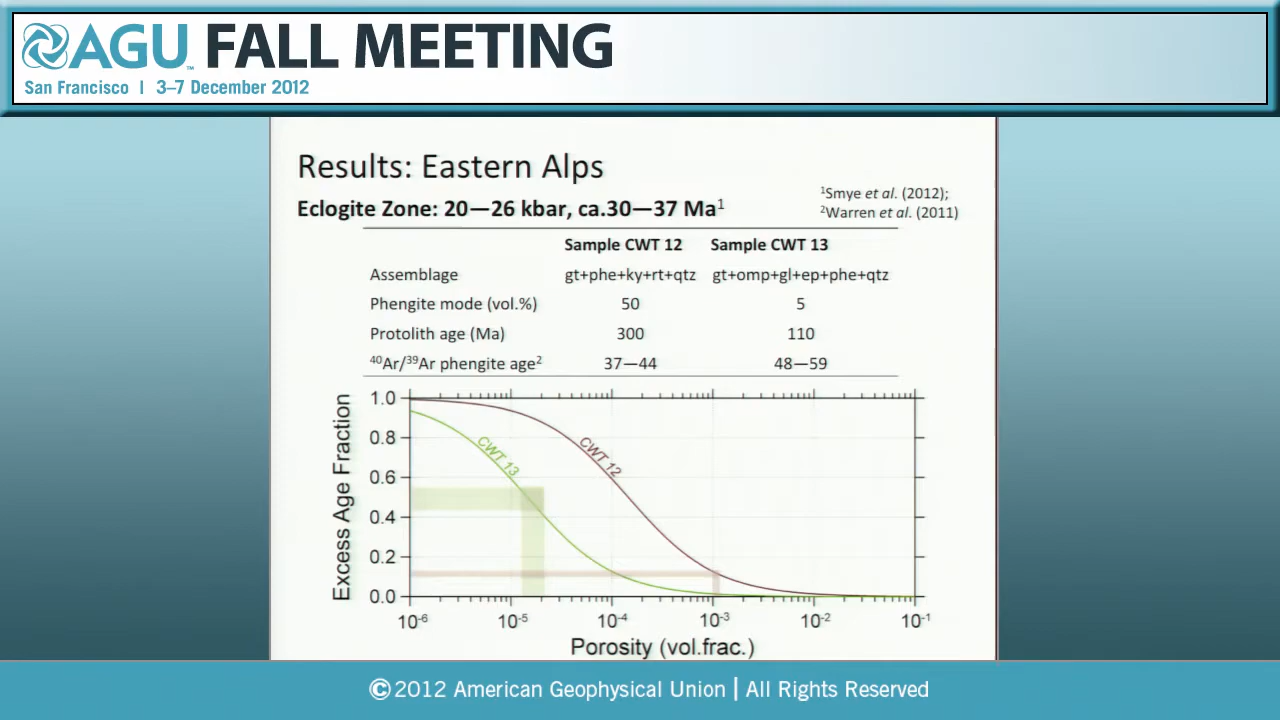 AGU™ FALL MEETING
San Francisco | 3–7 December 2012
Results: Eastern Alps
Eclogite Zone: 20—26 kbar, ca.30—37 Ma¹
¹Smye et al. (2012);
²Warren et al. (2011)
Sample CWT 12 Sample CWT 13
Assemblage gt+phe+ky+rt+qtz gt+omp+gl+ep+phe+qtz
Phengite mode (vol.%) 50 5
Protolith age (Ma) 300 110
⁴⁰Ar/³⁹Ar phengite age² 37—44 48—59
Excess Age Fraction
1.0
0.8
0.6
0.4
0.2
0.0
CWT 13
CWT 12
10⁻⁶ 10⁻⁵ 10⁻⁴ 10⁻³ 10⁻² 10⁻¹
Porosity (vol.frac.)
©2012 American Geophysical Union | All Rights Reserved